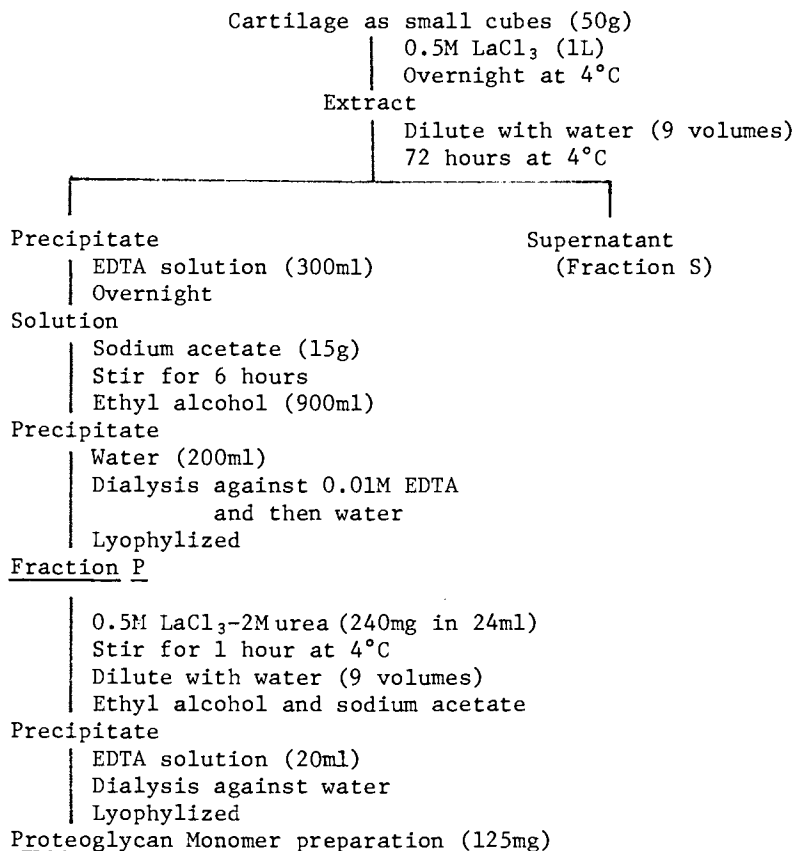 Cartilage as small cubes (50g)
0.5M LaCl₃ (1L)
Overnight at 4°C
Extract
Dilute with water (9 volumes)
72 hours at 4°C
Precipitate
EDTA solution (300ml)
Overnight
Supernatant
(Fraction S)
Solution
Sodium acetate (15g)
Stir for 6 hours
Ethyl alcohol (900ml)
Precipitate
Water (200ml)
Dialysis against 0.01M EDTA
and then water
Lyophylized
Fraction P
0.5M LaCl₃-2M urea (240mg in 24ml)
Stir for 1 hour at 4°C
Dilute with water (9 volumes)
Ethyl alcohol and sodium acetate
Precipitate
EDTA solution (20ml)
Dialysis against water
Lyophylized
Proteoglycan Monomer preparation (125mg)